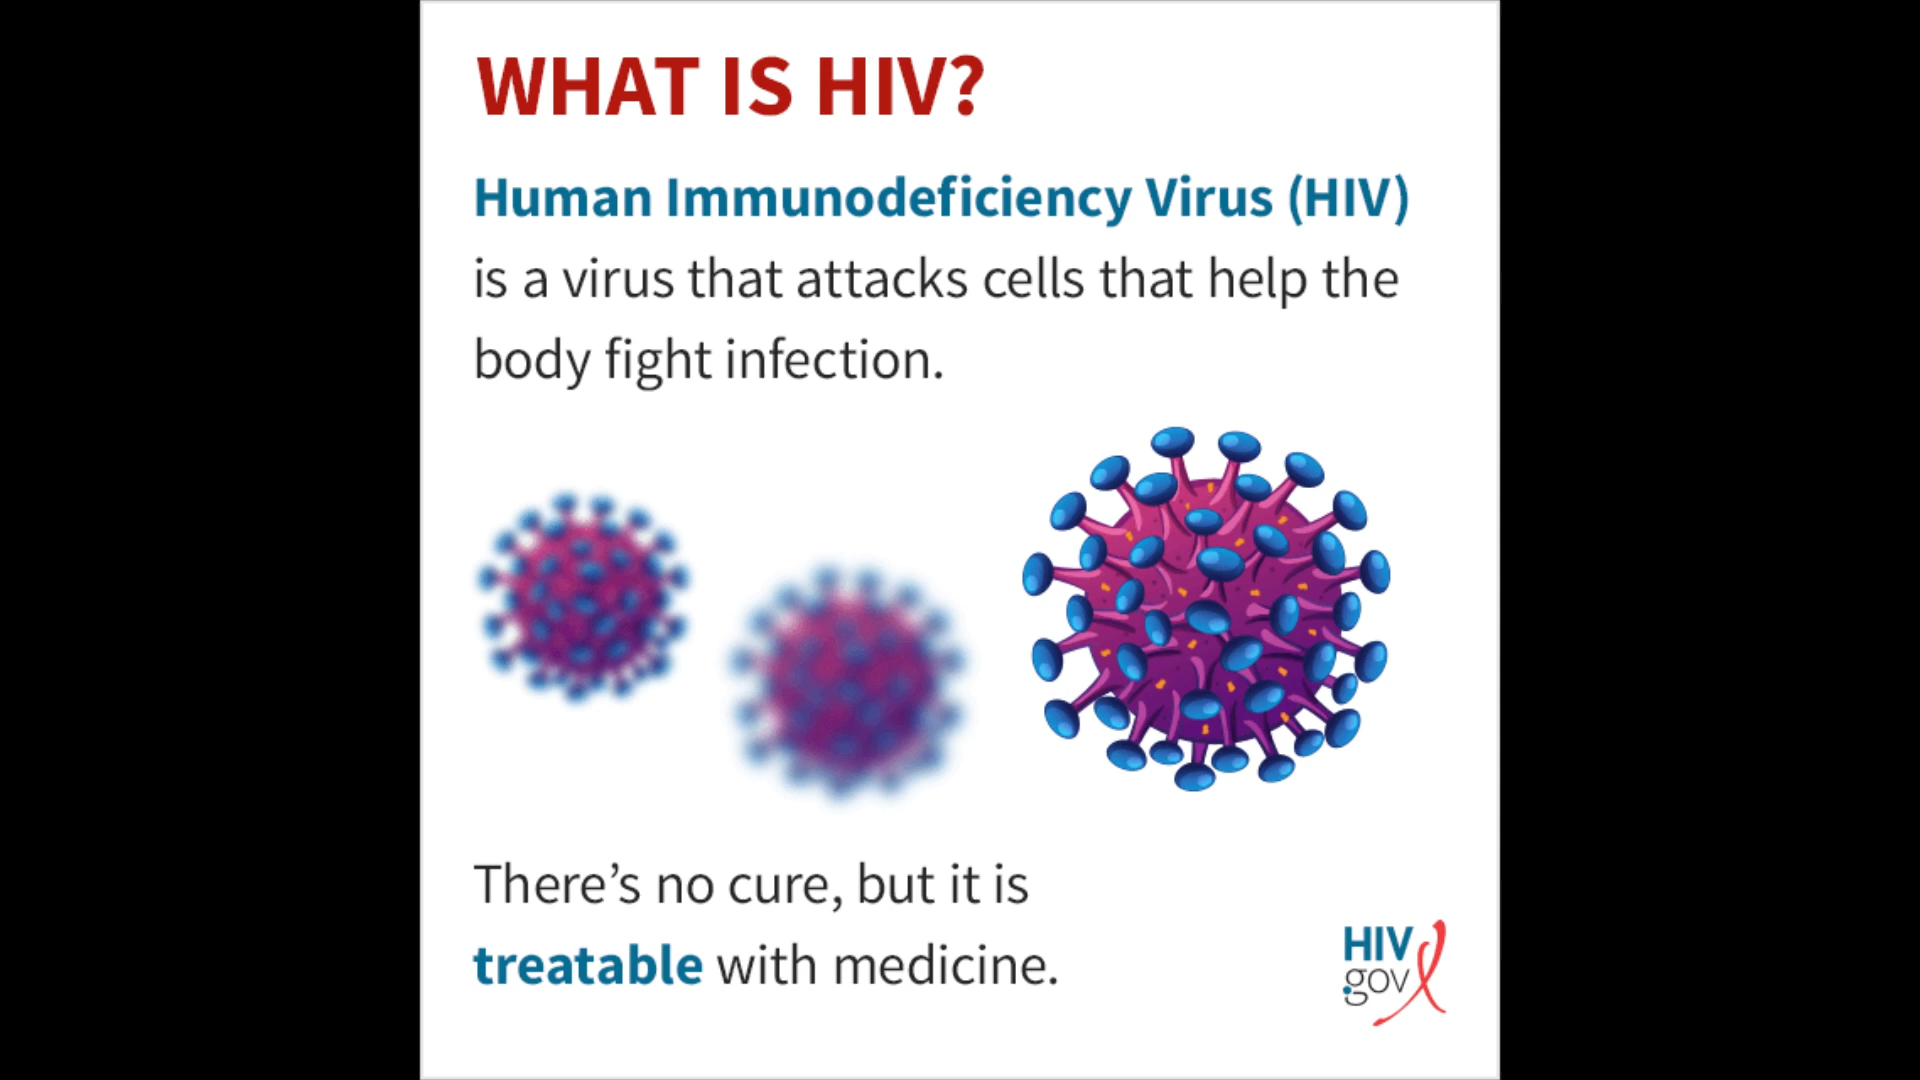 WHAT IS HIV?
Human Immunodeficiency Virus (HIV)
is a virus that attacks cells that help the
body fight infection.
There’s no cure, but it is
treatable with medicine.
HIV
.gov